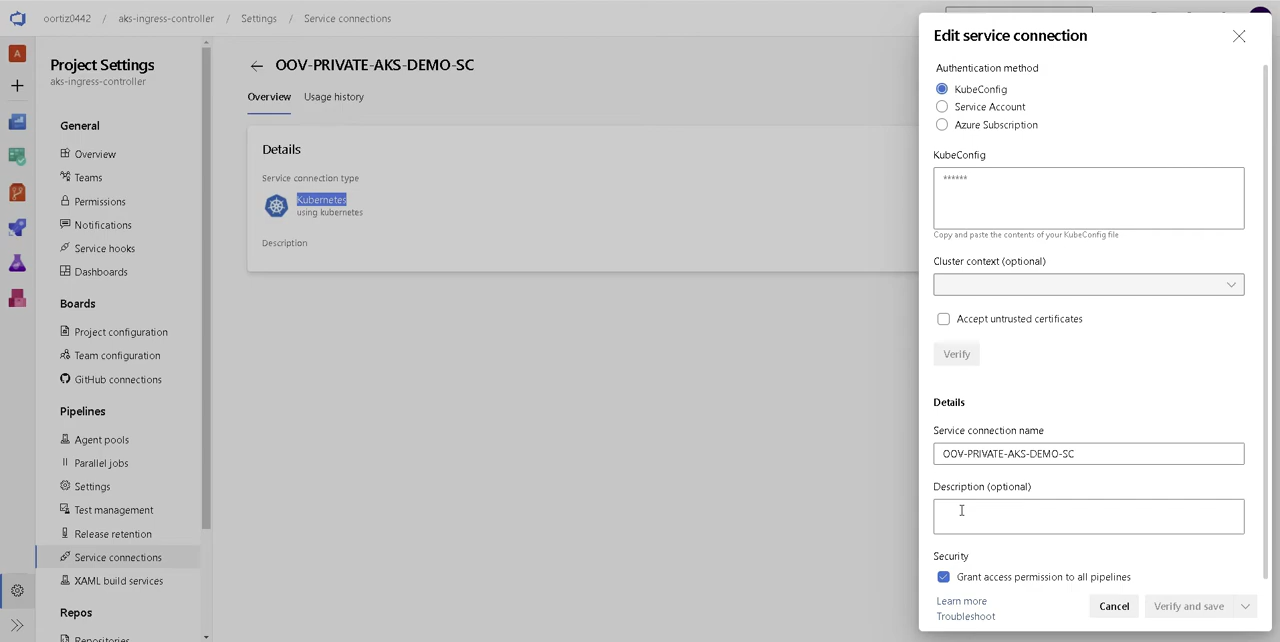 oortiz0442 / aks-ingress-controller / Settings / Service connections
A
Project Settings
aks-ingress-controller
General
Overview
Teams
Permissions
Notifications
Service hooks
Dashboards
Boards
Project configuration
Team configuration
GitHub connections
Pipelines
Agent pools
Parallel jobs
Settings
Test management
Release retention
Service connections
XAML build services
Repos
Repositories
OOV-PRIVATE-AKS-DEMO-SC
Overview Usage history
Details
Service connection type
Kubernetes
using kubernetes
Description
Edit service connection
Authentication method
KubeConfig
Service Account
Azure Subscription
KubeConfig
******
Copy and paste the contents of your KubeConfig file
Cluster context (optional)
Accept untrusted certificates
Verify
Details
Service connection name
OOV-PRIVATE-AKS-DEMO-SC
Description (optional)
Security
Grant access permission to all pipelines
Learn more
Troubleshoot
Cancel Verify and save